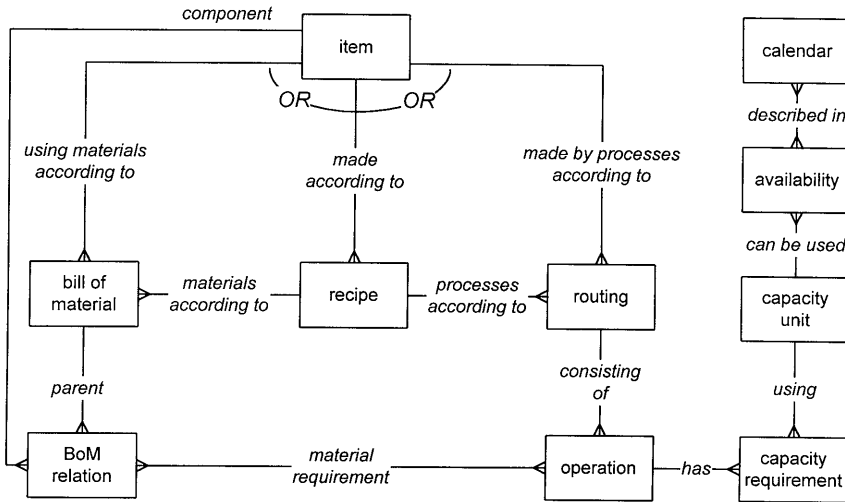 component
item
calendar
OR
OR
described in
using materials
according to
made
according to
made by processes
according to
availability
can be used
bill of
material
materials
according to
recipe
processes
according to
routing
capacity
unit
parent
consisting
of
using
BoM
relation
material
requirement
operation
has
capacity
requirement